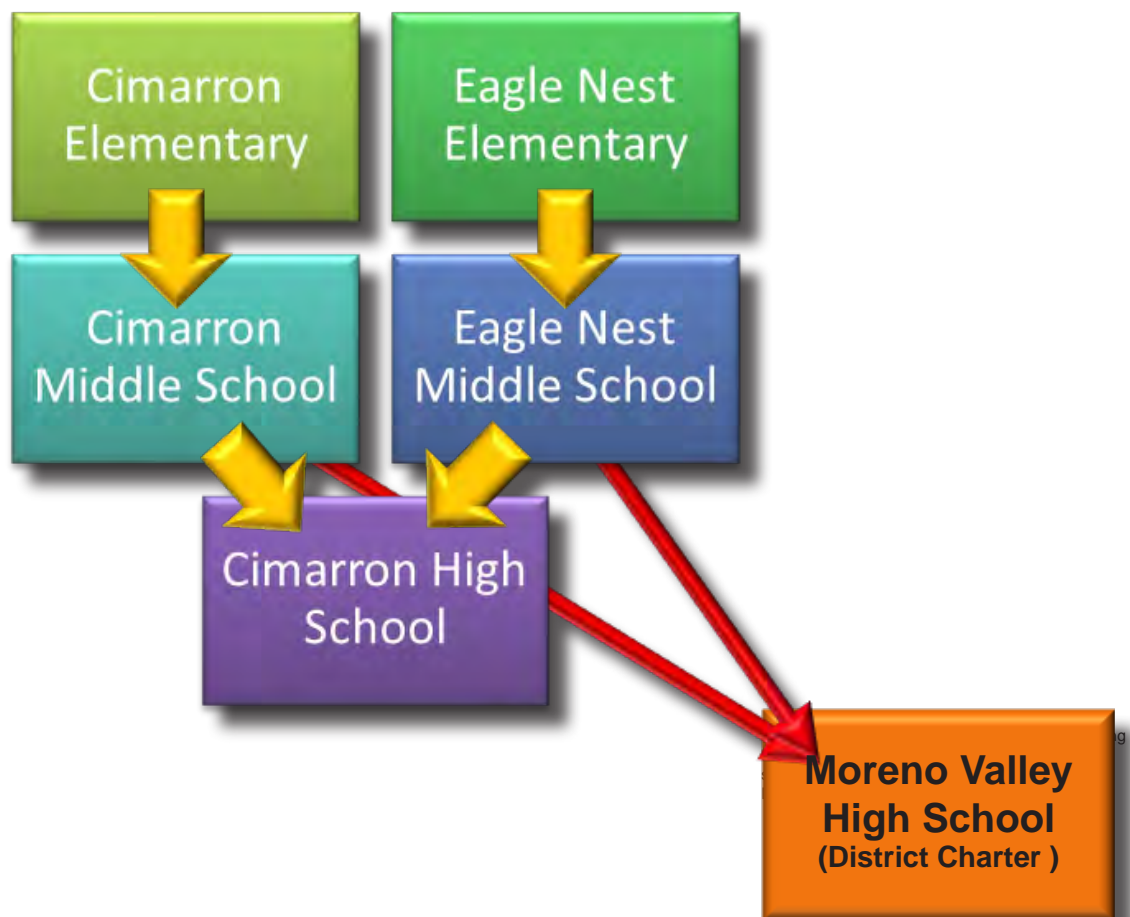 Cimarron
Elementary
Eagle Nest
Elementary
Cimarron
Middle School
Eagle Nest
Middle School
Cimarron High
School
Moreno Valley
High School
(District Charter )